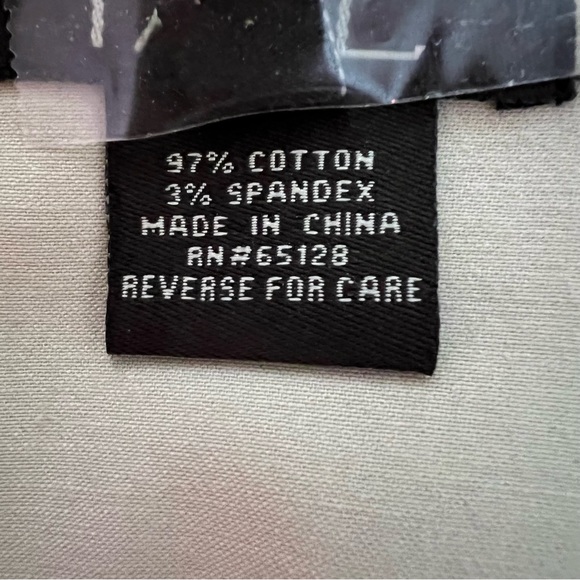 97% COTTON
3% SPANDEX
MADE IN CHINA
RN#65128
REVERSE FOR CARE